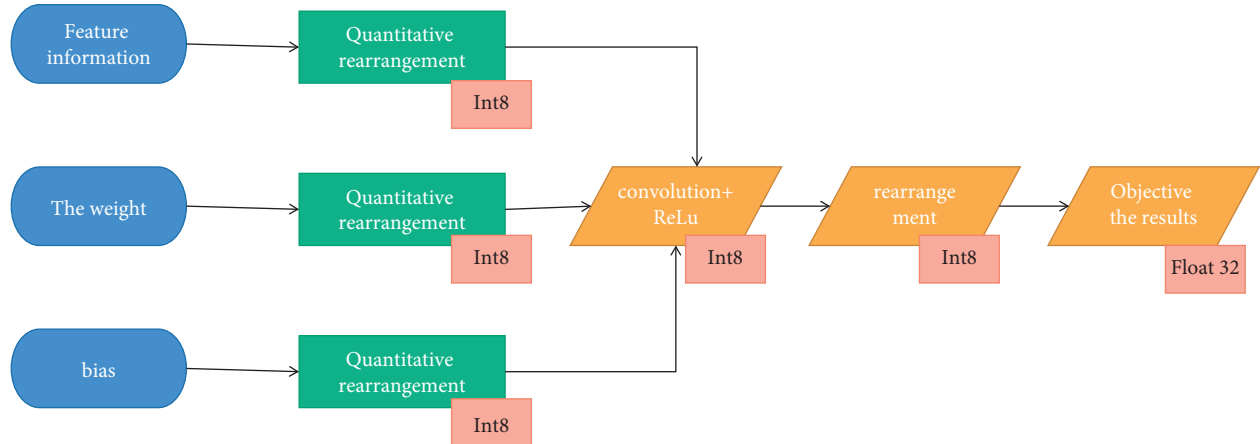 Feature
information
Quantitative
rearrangement
Int8
The weight
Quantitative
rearrangement
Int8
convolution+
ReLu
Int8
rearrange
ment
Int8
Objective
the results
Float 32
bias
Quantitative
rearrangement
Int8